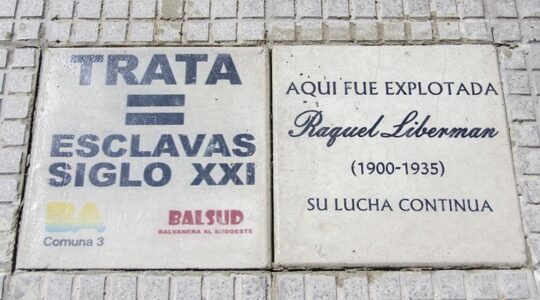 TRATA
=
ESCLAVAS
SIGLO XXI
BA
Comuna 3
BALSUD
BALVANERA AL SUDOESTE
AQUI FUE EXPLOTADA
Raquel Liberman
(1900-1935)
SU LUCHA CONTINUA